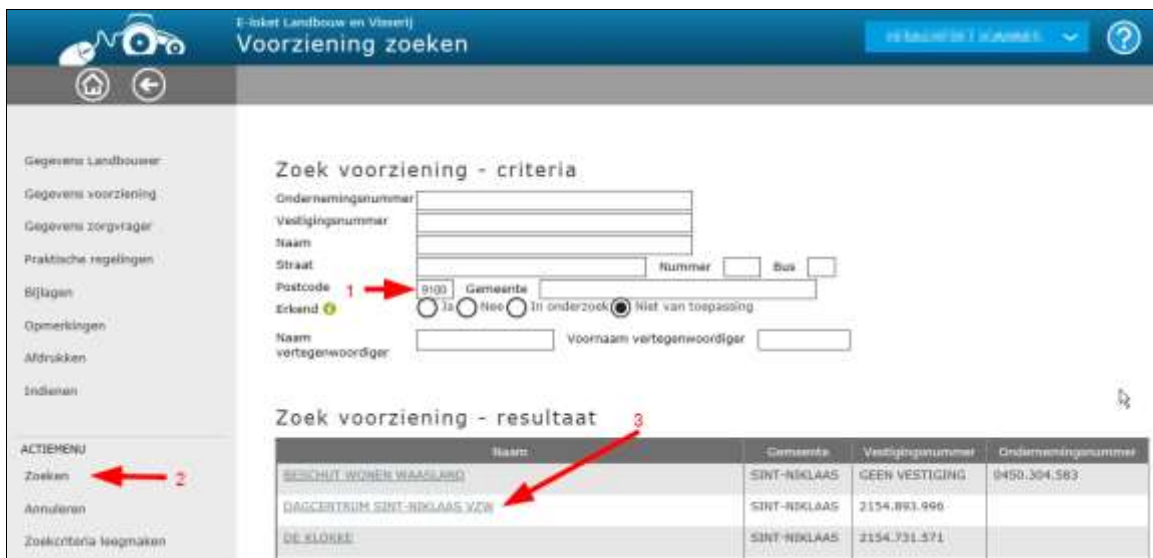 E-loket Landbouw en Visserij
Voorziening zoeken
?
Gegevens Landbouwer
Gegevens voorziening
Gegevens zorgvrager
Praktische regelingen
Bijlagen
Opmerkingen
Afdrukken
Indienen
ACTIEMENU
Zoeken 2
Annuleren
Zoekcriteria leegmaken
Zoek voorziening - criteria
Ondernemingsnummer
Vestigingsnummer
Naam
Straat Nummer Bus
Postcode 1 9100 Gemeente
Erkend Ja Nee In onderzoek Niet van toepassing
Naam vertegenwoordiger Voornaam vertegenwoordiger
Zoek voorziening - resultaat 3
Naam Gemeente Vestigingsnummer Ondernemingsnummer
BESCHUT WONEN WAASLAND SINT-NIKLAAS GEEN VESTIGING 0450.304.583
DAGCENTRUM SINT-NIKLAAS VZW SINT-NIKLAAS 2154.893.996
DE KLOKKE SINT-NIKLAAS 2154.731.571